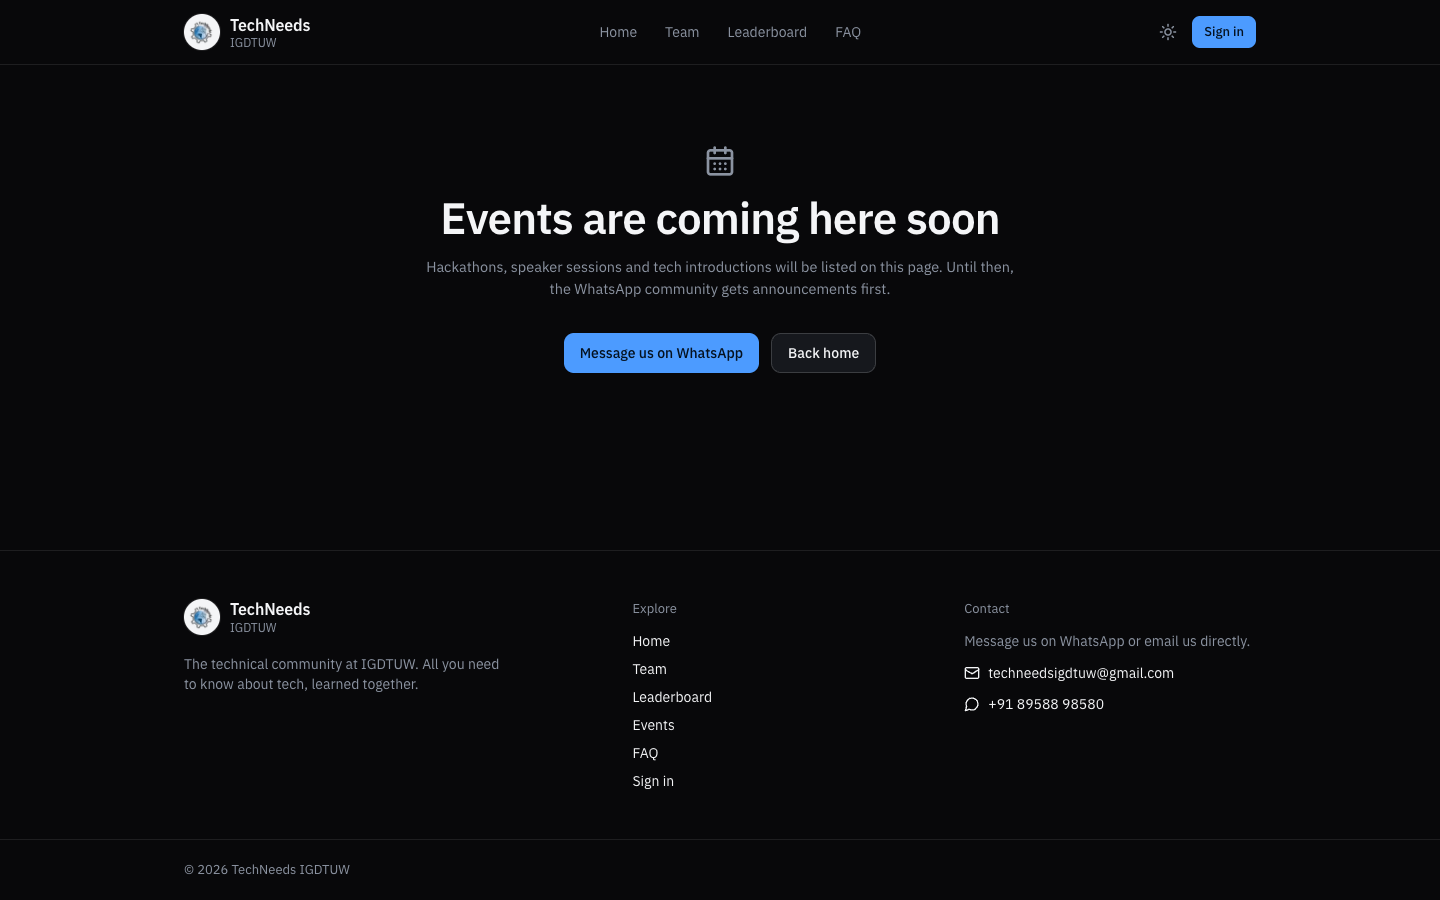 TechNeeds
IGDTUW
Home
Team
Leaderboard
FAQ
Sign in
Events are coming here soon
Hackathons, speaker sessions and tech introductions will be listed on this page. Until then,
the WhatsApp community gets announcements first.
Message us on WhatsApp
Back home
TechNeeds
IGDTUW
The technical community at IGDTUW. All you need
to know about tech, learned together.
Explore
Home
Team
Leaderboard
Events
FAQ
Sign in
Contact
Message us on WhatsApp or email us directly.
techneedsigdtuw@gmail.com
+91 89588 98580
© 2026 TechNeeds IGDTUW